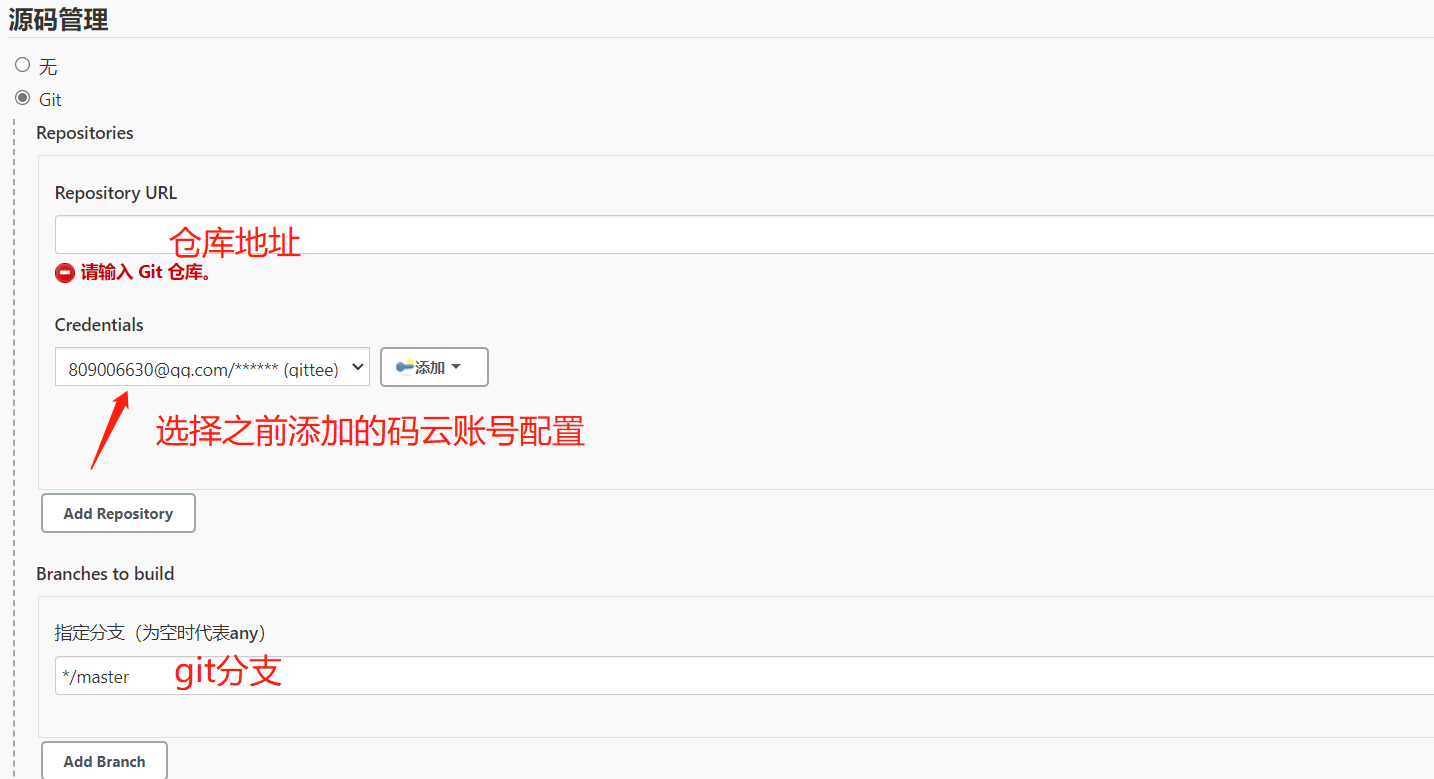 源码管理
无
Git
Repositories
Repository URL
仓库地址
请输入 Git 仓库。
Credentials
809006630@qq.com/****** (gittee)
添加
选择之前添加的码云账号配置
Add Repository
Branches to build
指定分支（为空时代表any）
*/master
git分支
Add Branch